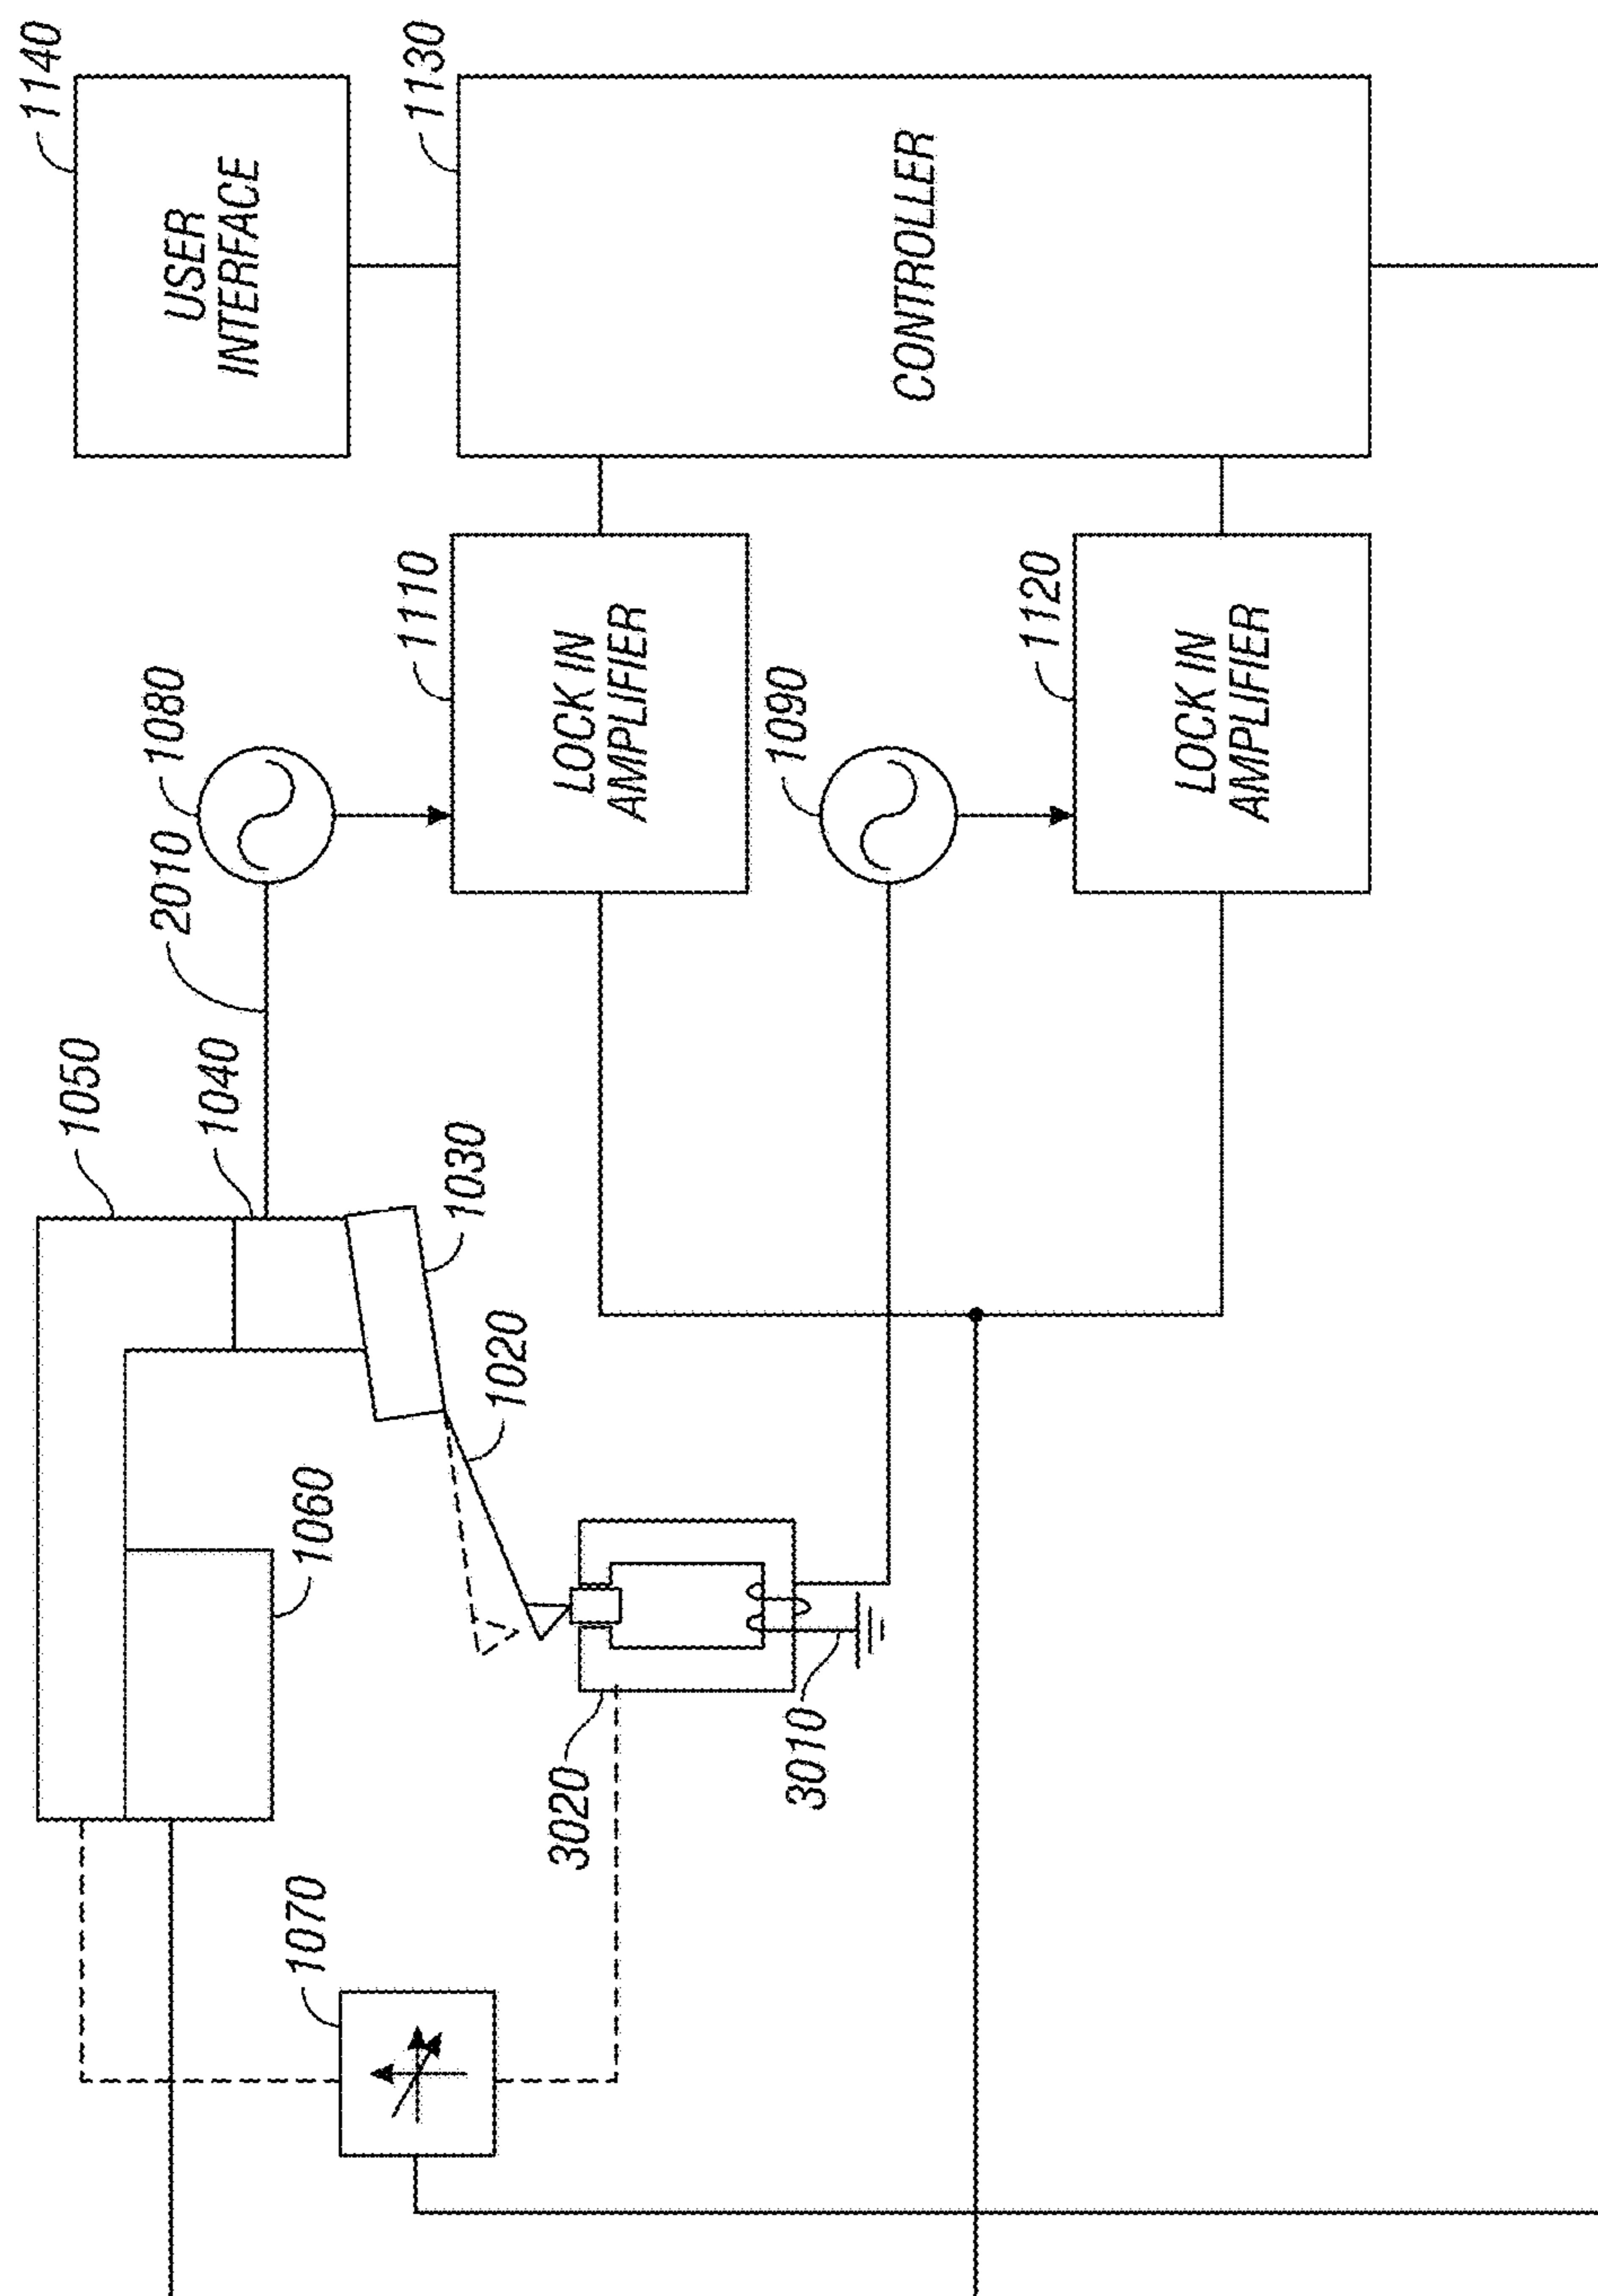 1050
1060
1070
1040
2010
1080
1140
USER
INTERFACE
1030
1020
1110
1130
LOCK IN
AMPLIFIER
3020
3010
1090
CONTROLLER
1120
LOCK IN
AMPLIFIER